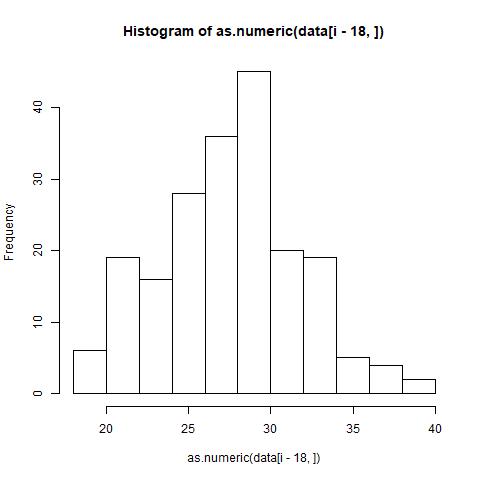 Histogram of as.numeric(data[i - 18, ])
Frequency
40
30
20
10
0
20 25 30 35 40
as.numeric(data[i - 18, ])